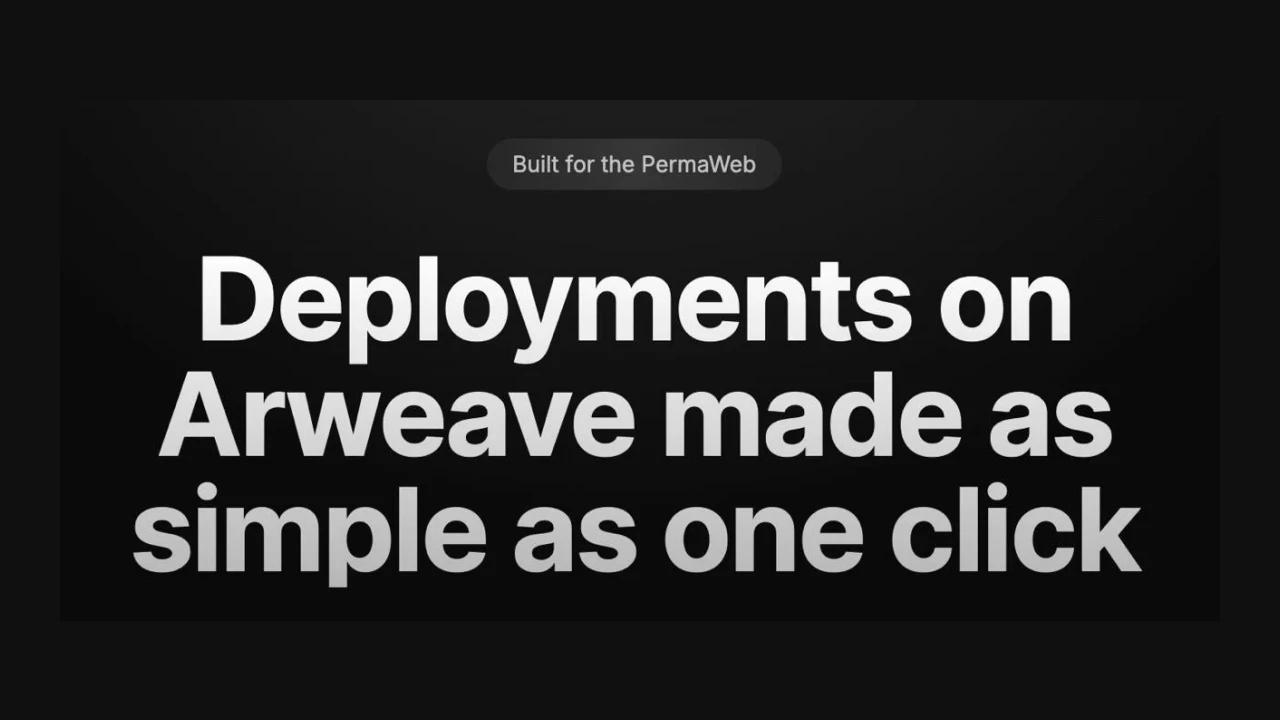 Built for the PermaWeb
Deployments on
Arweave made as
simple as one click